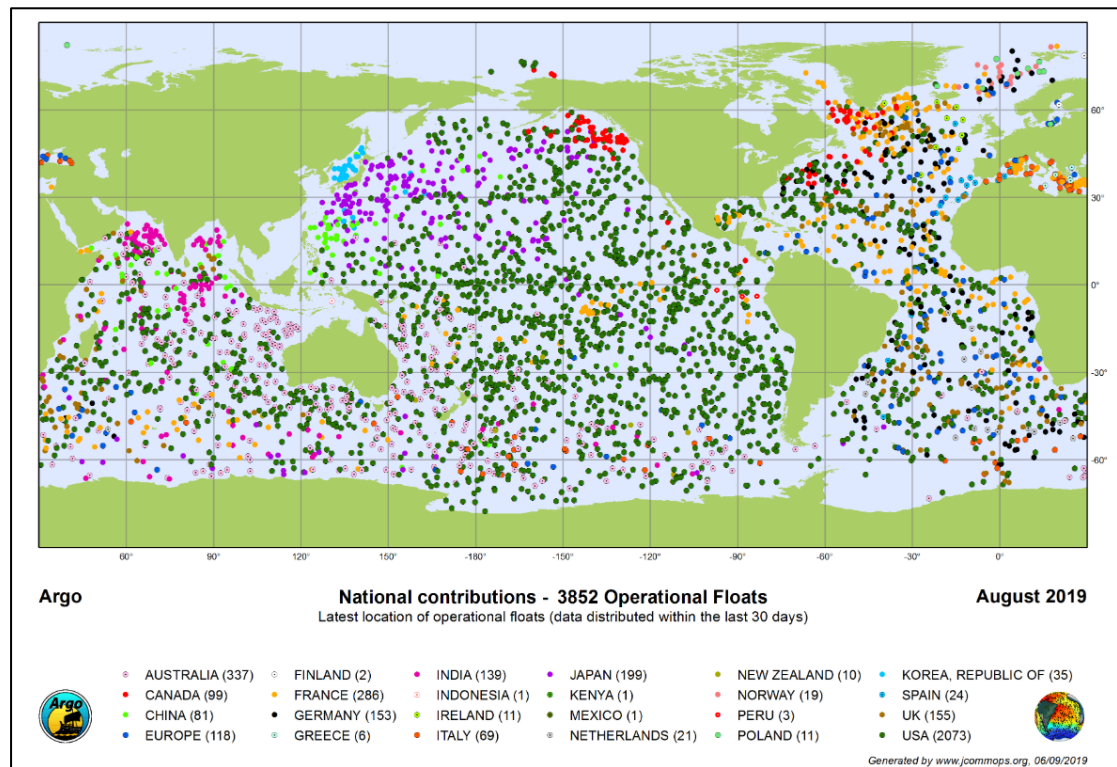 60°
30°
0°
-30°
-60°
60° 90° 120° 150° 180° -150° -120° -90° -60° -30° 0°
Argo National contributions - 3852 Operational Floats August 2019
Latest location of operational floats (data distributed within the last 30 days)
AUSTRALIA (337) FINLAND (2) INDIA (139) JAPAN (199) NEW ZEALAND (10) KOREA, REPUBLIC OF (35)
CANADA (99) FRANCE (286) INDONESIA (1) KENYA (1) NORWAY (19) SPAIN (24)
CHINA (81) GERMANY (153) IRELAND (11) MEXICO (1) PERU (3) UK (155)
EUROPE (118) GREECE (6) ITALY (69) NETHERLANDS (21) POLAND (11) USA (2073)
Argo
Generated by www.jcommops.org, 06/09/2019